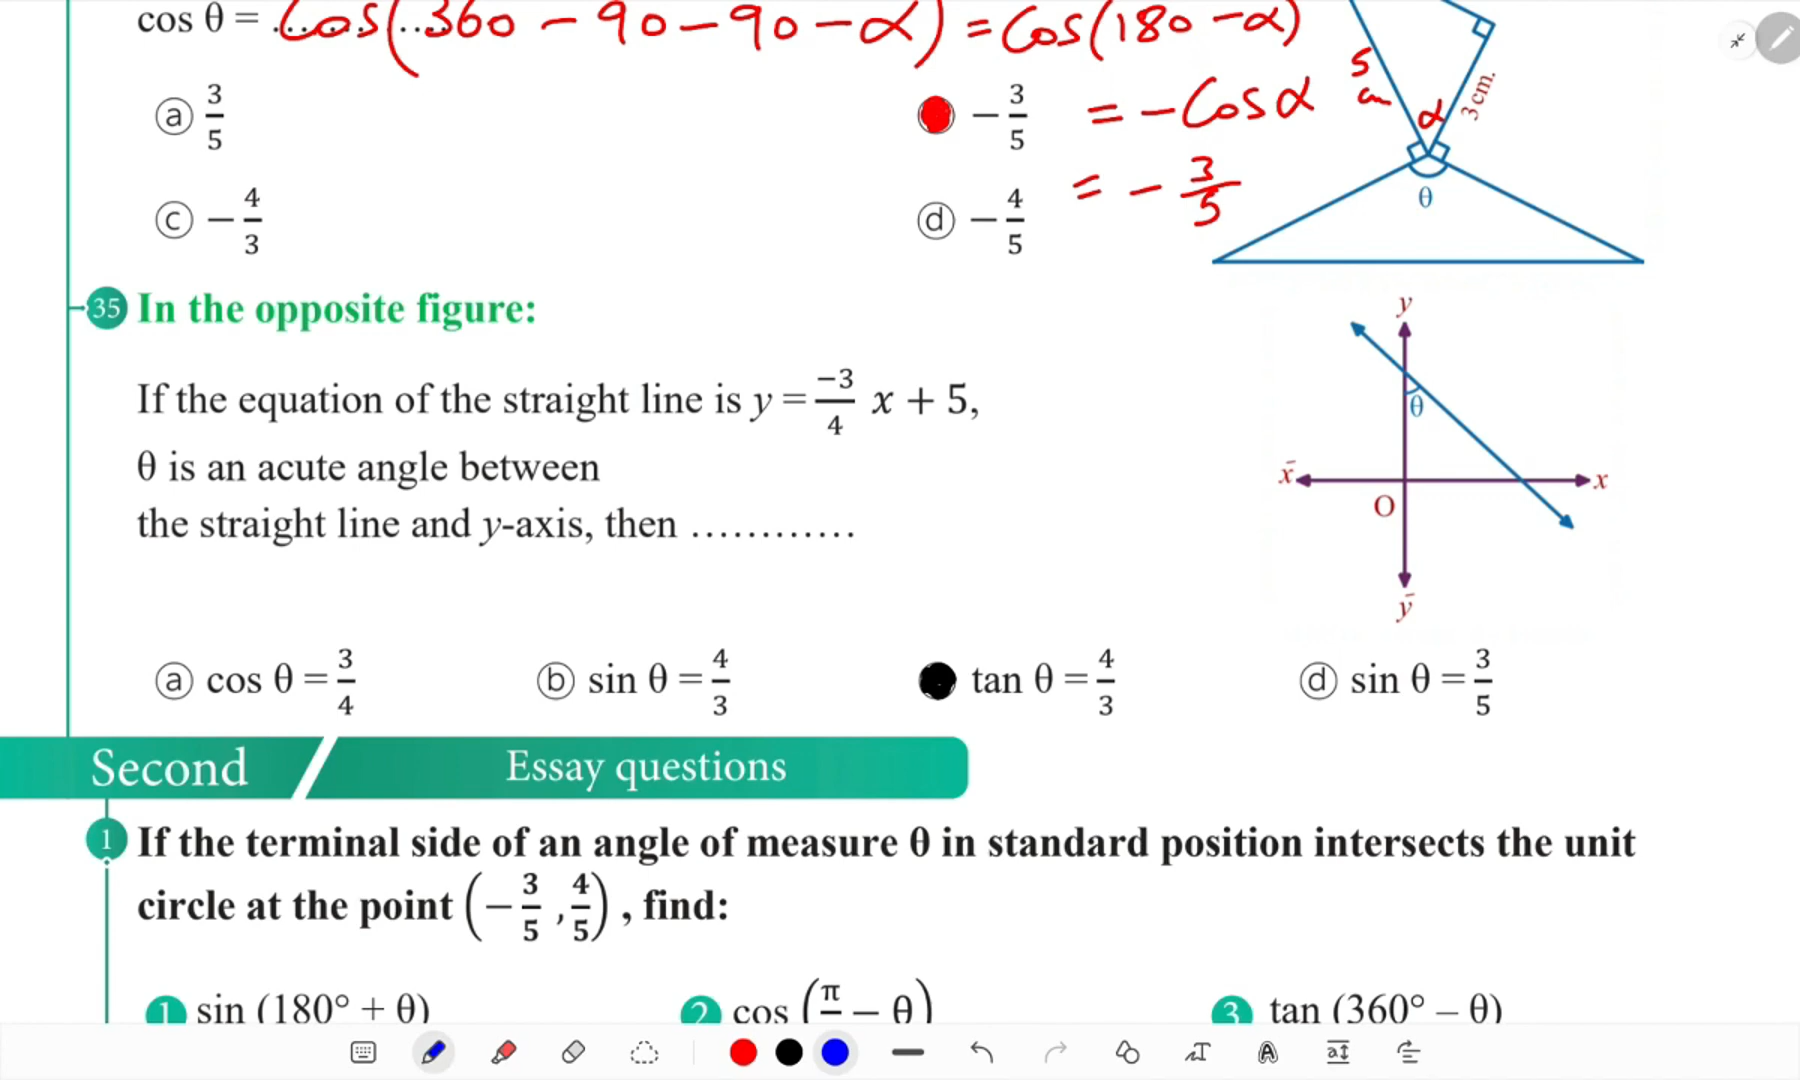 cos θ = ........... Cos(360 − 90 − 90 − α) = Cos(180 − α)
ⓐ 3/5
− 3/5 = − Cos α
= − 3/5
ⓒ − 4/3
ⓓ − 4/5
5 cm
α
3 cm.
θ
35 In the opposite figure:
If the equation of the straight line is y = −3/4 x + 5,
θ is an acute angle between
the straight line and y-axis, then ............
y
θ
x̄
x
O
ȳ
ⓐ cos θ = 3/4 ⓑ sin θ = 4/3 tan θ = 4/3 ⓓ sin θ = 3/5
Second Essay questions
1 If the terminal side of an angle of measure θ in standard position intersects the unit
circle at the point (− 3/5 , 4/5) , find:
1 sin (180° + θ) 2 cos (π − θ) 3 tan (360° − θ)